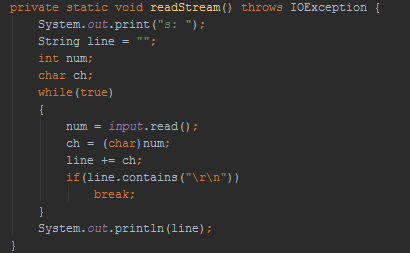 private static void readStream() throws IOException {
    System.out.print("s: ");
    String line = "";
    int num;
    char ch;
    while(true)
    {
        num = input.read();
        ch = (char)num;
        line += ch;
        if(line.contains("\r\n"))
            break;
    }
    System.out.println(line);
}